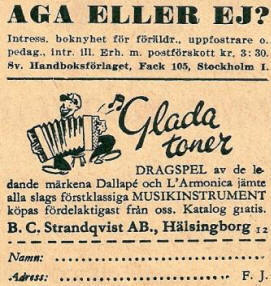 AGA ELLER EJ?
Intress. boknyhet för föräldr., uppfostrare o.
pedag., intr. ill. Erh. m. postförskott kr. 3: 30.
Sv. Handboksförlaget, Fack 105, Stockholm 1.
Glada
toner
DRAGSPEL av de le-
dande märkena Dallapé och L'Armonica jämte
alla slags förstklassiga MUSIKINSTRUMENT
köpas fördelaktigast från oss. Katalog gratis.
B. C. Strandqvist AB., Hälsingborg 12
Namn:
Adress: F. J.